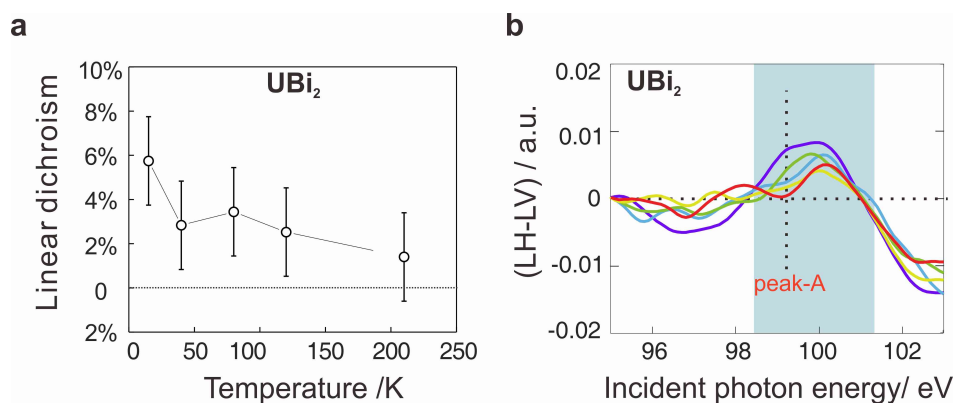 a
UBi₂
Linear dichroism
10%
8%
6%
4%
2%
0
2%
0 50 100 150 200 250
Temperature /K
b
UBi₂
(LH-LV) / a.u.
0.02
0.01
0
-0.01
-0.02
peak-A
96 98 100 102
Incident photon energy/ eV